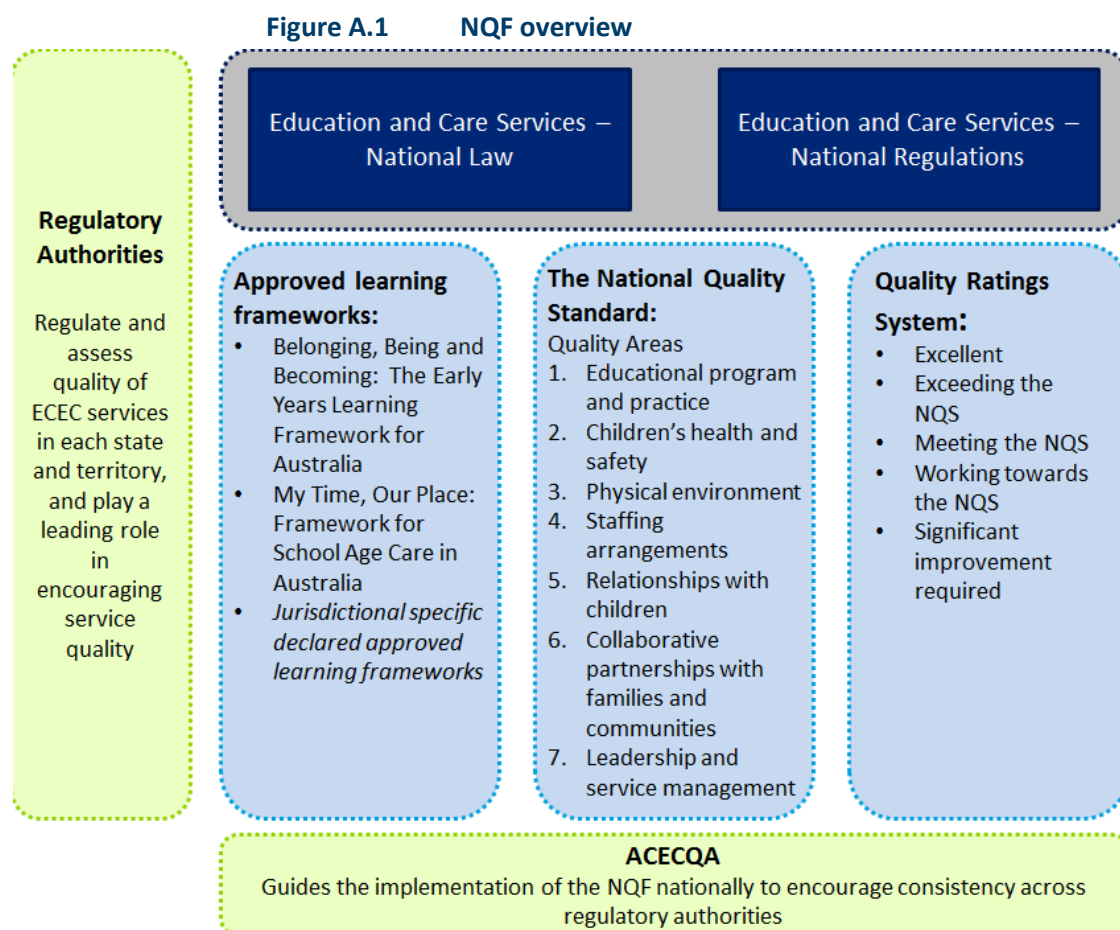 Figure A.1 NQF overview
Regulatory
Authorities
Regulate and
assess
quality of
ECEC services
in each state
and territory,
and play a
leading role
in
encouraging
service
quality
Education and Care Services –
National Law
Education and Care Services –
National Regulations
Approved learning
frameworks:
• Belonging, Being and
Becoming: The Early
Years Learning
Framework for
Australia
• My Time, Our Place:
Framework for
School Age Care in
Australia
• Jurisdictional specific
declared approved
learning frameworks
The National Quality
Standard:
Quality Areas
1. Educational program
and practice
2. Children's health and
safety
3. Physical environment
4. Staffing
arrangements
5. Relationships with
children
6. Collaborative
partnerships with
families and
communities
7. Leadership and
service management
Quality Ratings
System:
• Excellent
• Exceeding the
NQS
• Meeting the NQS
• Working towards
the NQS
• Significant
improvement
required
ACECQA
Guides the implementation of the NQF nationally to encourage consistency across
regulatory authorities